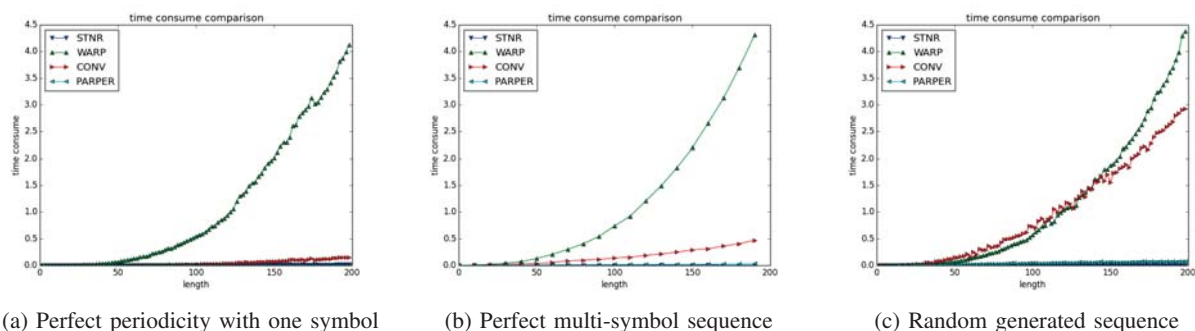 time consume comparison
4.5
4.0
3.5
3.0
2.5
2.0
1.5
1.0
0.5
0.0
time consume
STNR
WARP
CONV
PARPER
0 50 100 150 200
length
(a) Perfect periodicity with one symbol
time consume comparison
4.5
4.0
3.5
3.0
2.5
2.0
1.5
1.0
0.5
0.0
time consume
STNR
WARP
CONV
PARPER
0 50 100 150 200
length
(b) Perfect multi-symbol sequence
time consume comparison
4.5
4.0
3.5
3.0
2.5
2.0
1.5
1.0
0.5
0.0
time consume
STNR
WARP
CONV
PARPER
0 50 100 150 200
length
(c) Random generated sequence